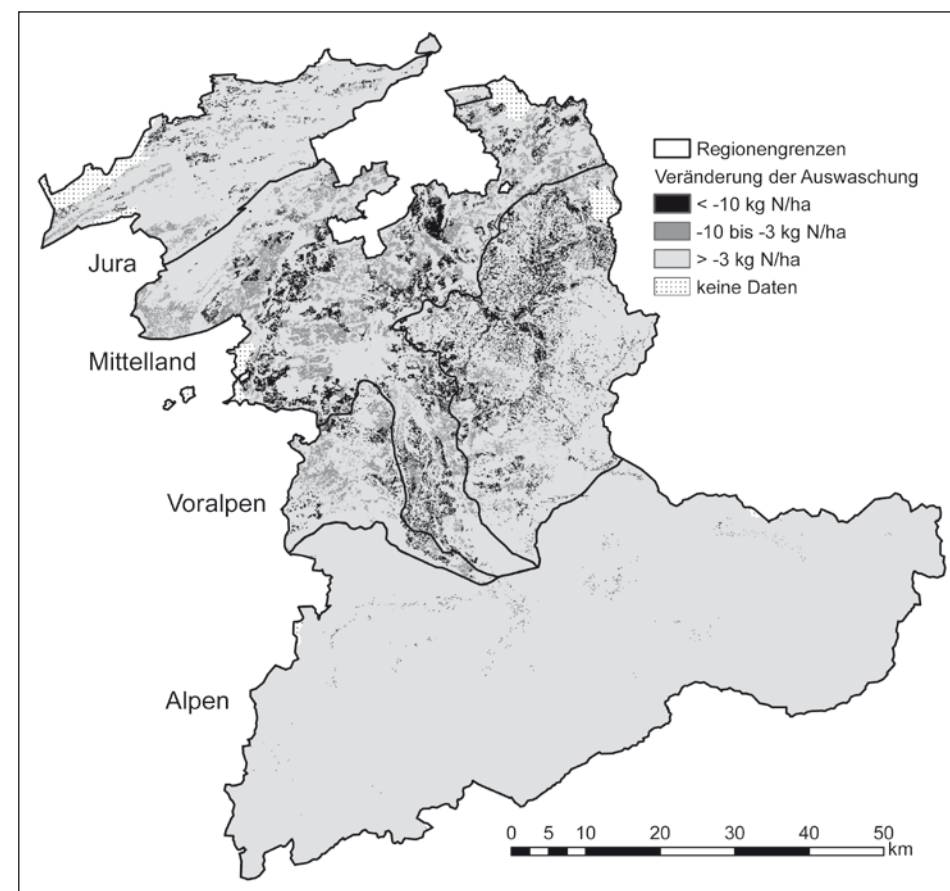 Regionengrenzen
Veränderung der Auswaschung
< -10 kg N/ha
-10 bis -3 kg N/ha
> -3 kg N/ha
keine Daten
Jura
Mittelland
Voralpen
Alpen
0 5 10 20 30 40 50
km